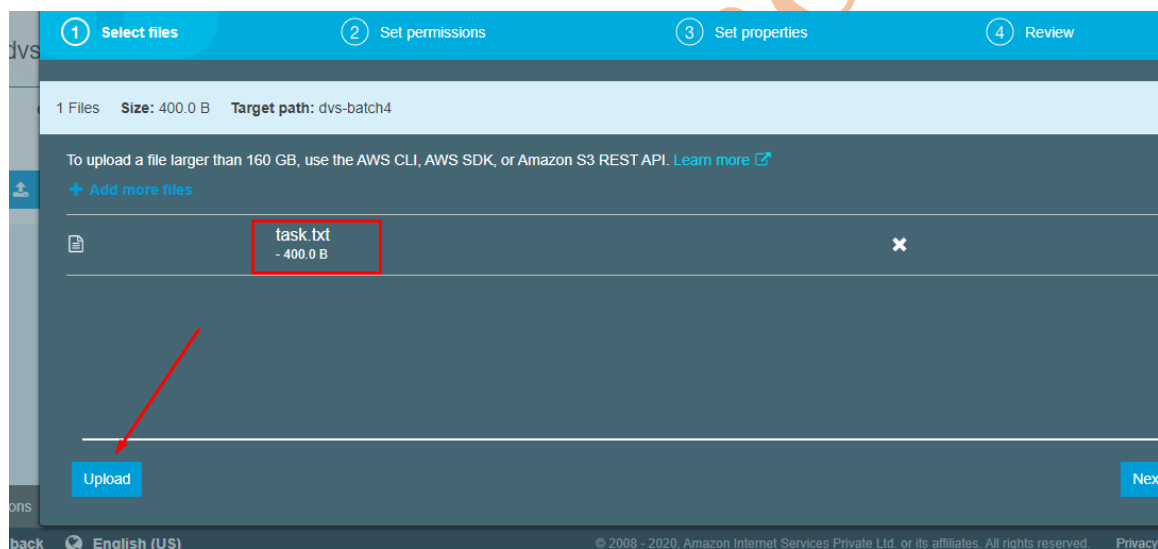 1 Select files 2 Set permissions 3 Set properties 4 Review
dvs
1 Files Size: 400.0 B Target path: dvs-batch4
To upload a file larger than 160 GB, use the AWS CLI, AWS SDK, or Amazon S3 REST API. Learn more
+ Add more files
task.txt
- 400.0 B
Upload Nex
ons
back English (US) © 2008 - 2020, Amazon Internet Services Private Ltd. or its affiliates. All rights reserved. Privacy